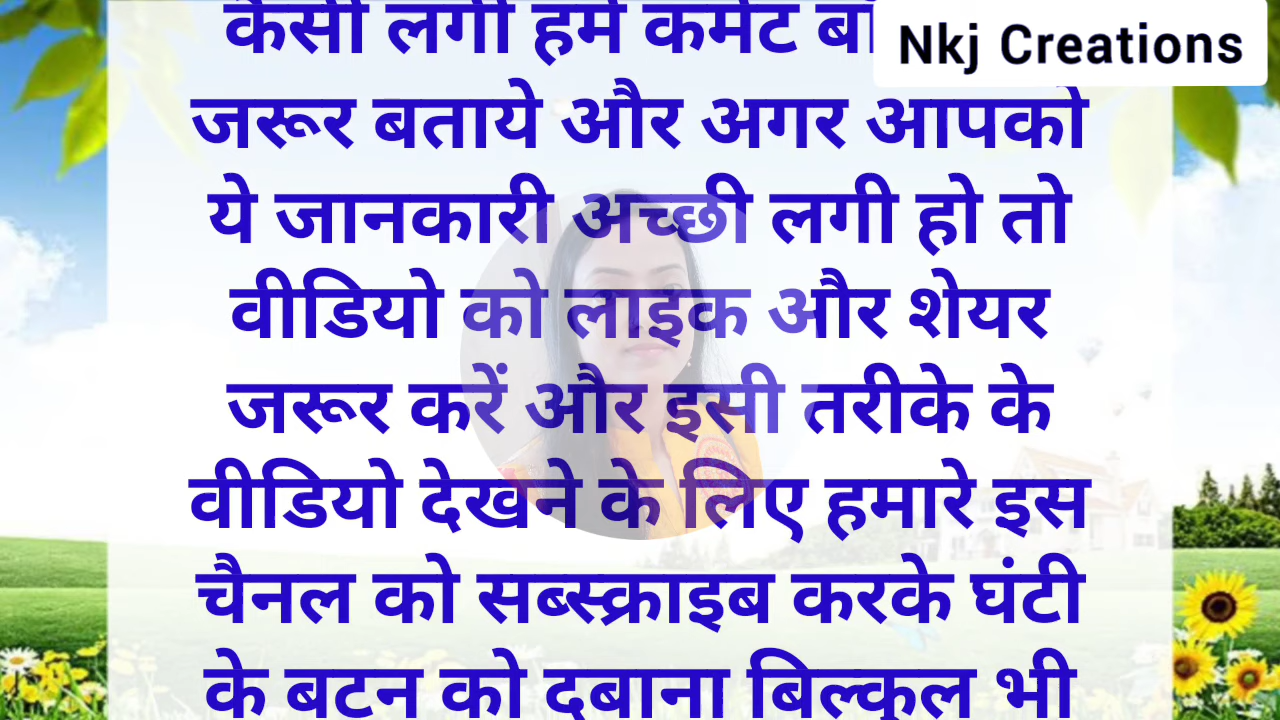 कैसी लगी हमें कमेंट
Nkj Creations
जरूर बताये और अगर आपको
ये जानकारी अच्छी लगी हो तो
वीडियो को लाइक और शेयर
जरूर करें और इसी तरीके के
वीडियो देखने के लिए हमारे इस
चैनल को सब्स्क्राइब करके घंटी
के बटन को दबाना बिल्कुल भी